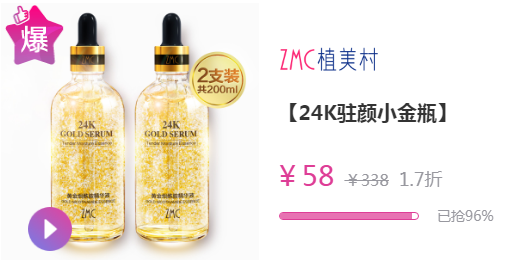 爆
2支装
共200ml
24K
GOLD SERUM
24K
GOLD SERUM
ZMC
ZMC
ZMC植美村
【24K驻颜小金瓶】
￥58 ￥338 1.7折
已抢96%